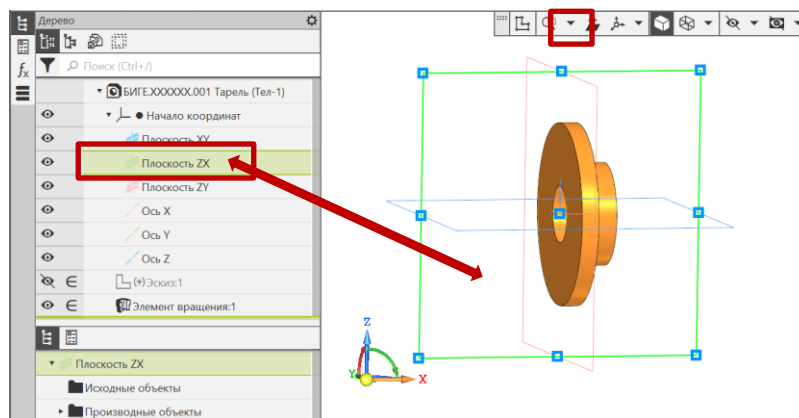 Дерево
fx
Поиск (Ctrl+/)
БИГЕ.XXXXXX.001 Тарель (Тел-1)
Начало координат
Плоскость XY
Плоскость ZX
Плоскость ZY
Ось X
Ось Y
Ось Z
(+)Эскиз:1
Элемент вращения:1
Плоскость ZX
Исходные объекты
Производные объекты
Z
Y
X